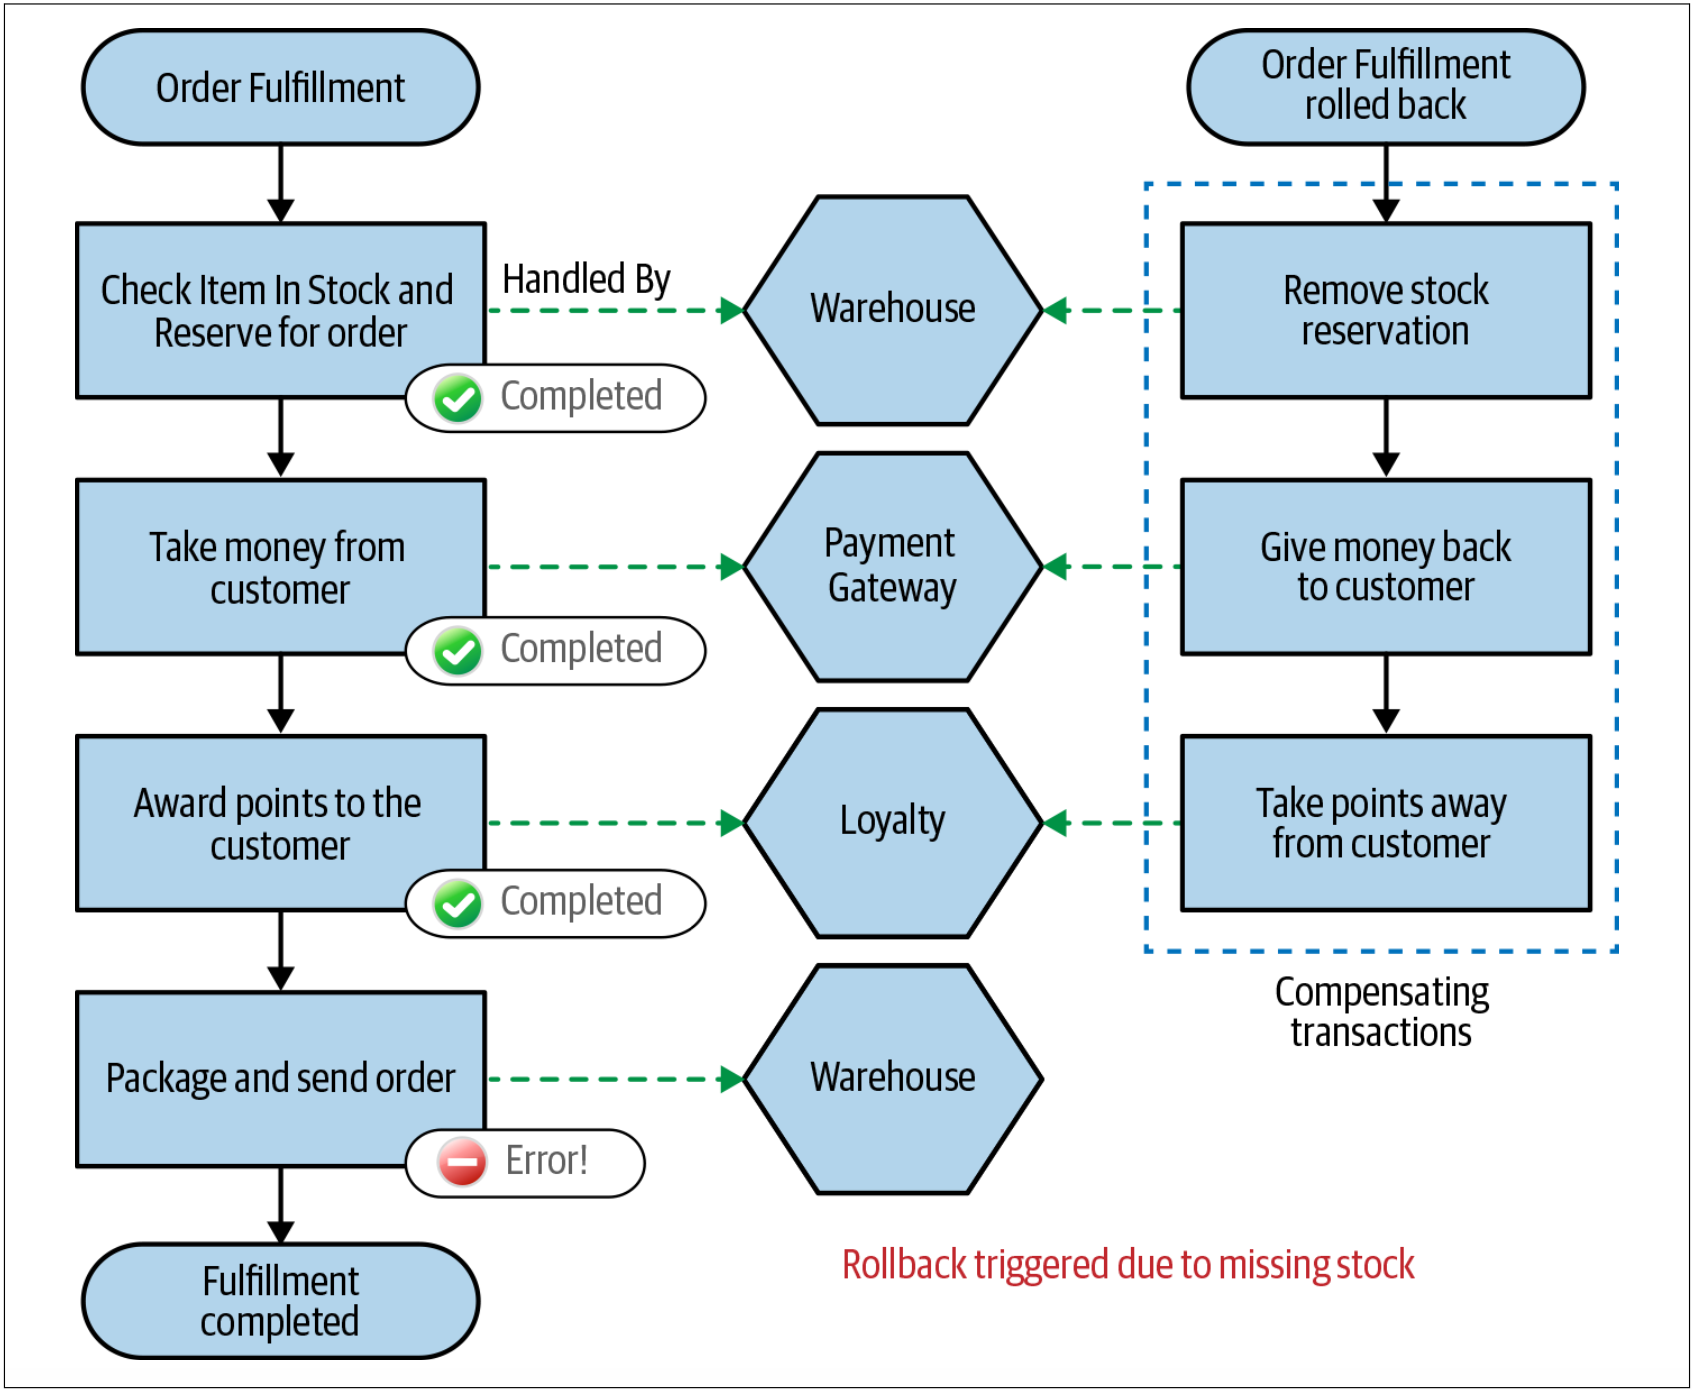 Order Fulfillment
Order Fulfillment
rolled back
Check Item In Stock and
Reserve for order
Handled By
Warehouse
Remove stock
reservation
Completed
Take money from
customer
Payment
Gateway
Give money back
to customer
Completed
Award points to the
customer
Loyalty
Take points away
from customer
Completed
Compensating
transactions
Package and send order
Warehouse
Error!
Rollback triggered due to missing stock
Fulfillment
completed